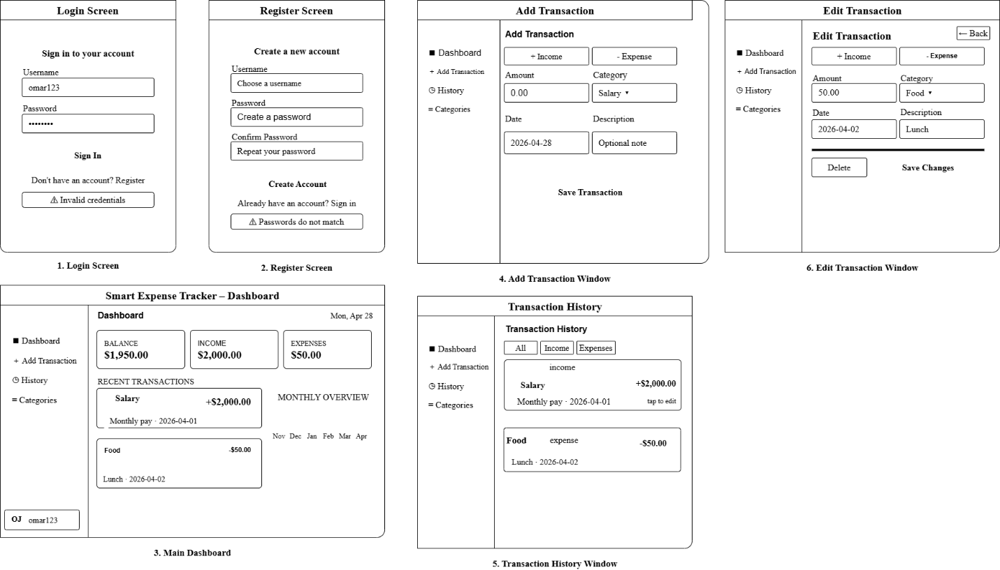 Login Screen
Sign in to your account
Username
omar123
Password
••••••••
Sign In
Don't have an account? Register
⚠ Invalid credentials
1. Login Screen
Register Screen
Create a new account
Username
Choose a username
Password
Create a password
Confirm Password
Repeat your password
Create Account
Already have an account? Sign in
⚠ Passwords do not match
2. Register Screen
Smart Expense Tracker – Dashboard
■ Dashboard
+ Add Transaction
◷ History
≡ Categories
OJ omar123
Dashboard
Mon, Apr 28
BALANCE
$1,950.00
INCOME
$2,000.00
EXPENSES
$50.00
RECENT TRANSACTIONS
Salary
+$2,000.00
Monthly pay · 2026-04-01
Food
-$50.00
Lunch · 2026-04-02
MONTHLY OVERVIEW
Nov Dec Jan Feb Mar Apr
3. Main Dashboard
Add Transaction
■ Dashboard
+ Add Transaction
◷ History
≡ Categories
Add Transaction
+ Income
- Expense
Amount
Category
0.00
Salary ▾
Date
Description
2026-04-28
Optional note
Save Transaction
4. Add Transaction Window
Transaction History
■ Dashboard
+ Add Transaction
◷ History
≡ Categories
Transaction History
All
Income
Expenses
income
Salary
+$2,000.00
Monthly pay · 2026-04-01
tap to edit
Food
expense
-$50.00
Lunch · 2026-04-02
5. Transaction History Window
Edit Transaction
■ Dashboard
+ Add Transaction
◷ History
≡ Categories
Edit Transaction
← Back
+ Income
- Expense
Amount
Category
50.00
Food ▾
Date
Description
2026-04-02
Lunch
Delete
Save Changes
6. Edit Transaction Window